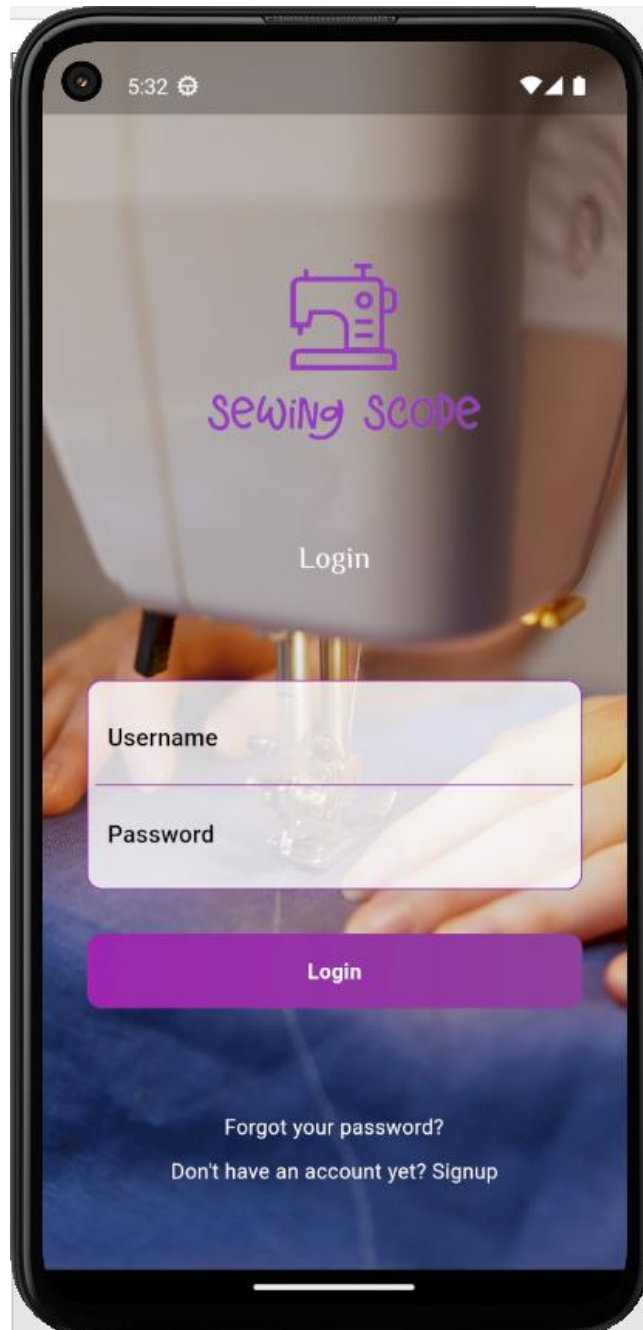 5:32
sewing scope
Login
Username
Password
Login
Forgot your password?
Don't have an account yet? Signup